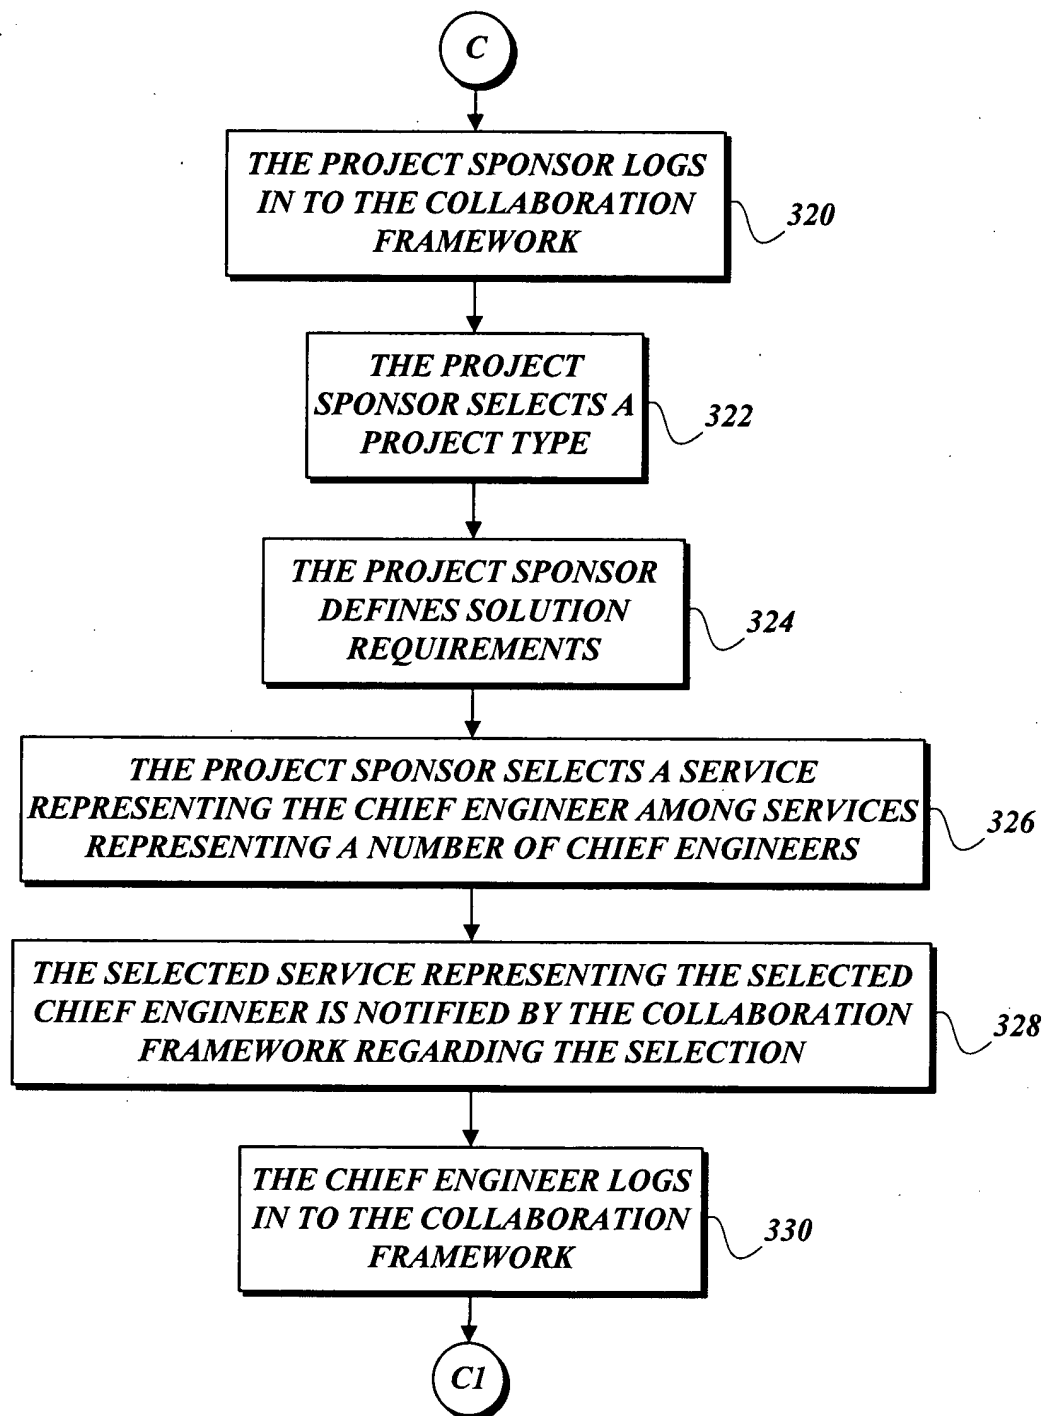 C
THE PROJECT SPONSOR LOGS
IN TO THE COLLABORATION
FRAMEWORK
320
THE PROJECT
SPONSOR SELECTS A
PROJECT TYPE
322
THE PROJECT SPONSOR
DEFINES SOLUTION
REQUIREMENTS
324
THE PROJECT SPONSOR SELECTS A SERVICE
REPRESENTING THE CHIEF ENGINEER AMONG SERVICES
REPRESENTING A NUMBER OF CHIEF ENGINEERS
326
THE SELECTED SERVICE REPRESENTING THE SELECTED
CHIEF ENGINEER IS NOTIFIED BY THE COLLABORATION
FRAMEWORK REGARDING THE SELECTION
328
THE CHIEF ENGINEER LOGS
IN TO THE COLLABORATION
FRAMEWORK
330
C1